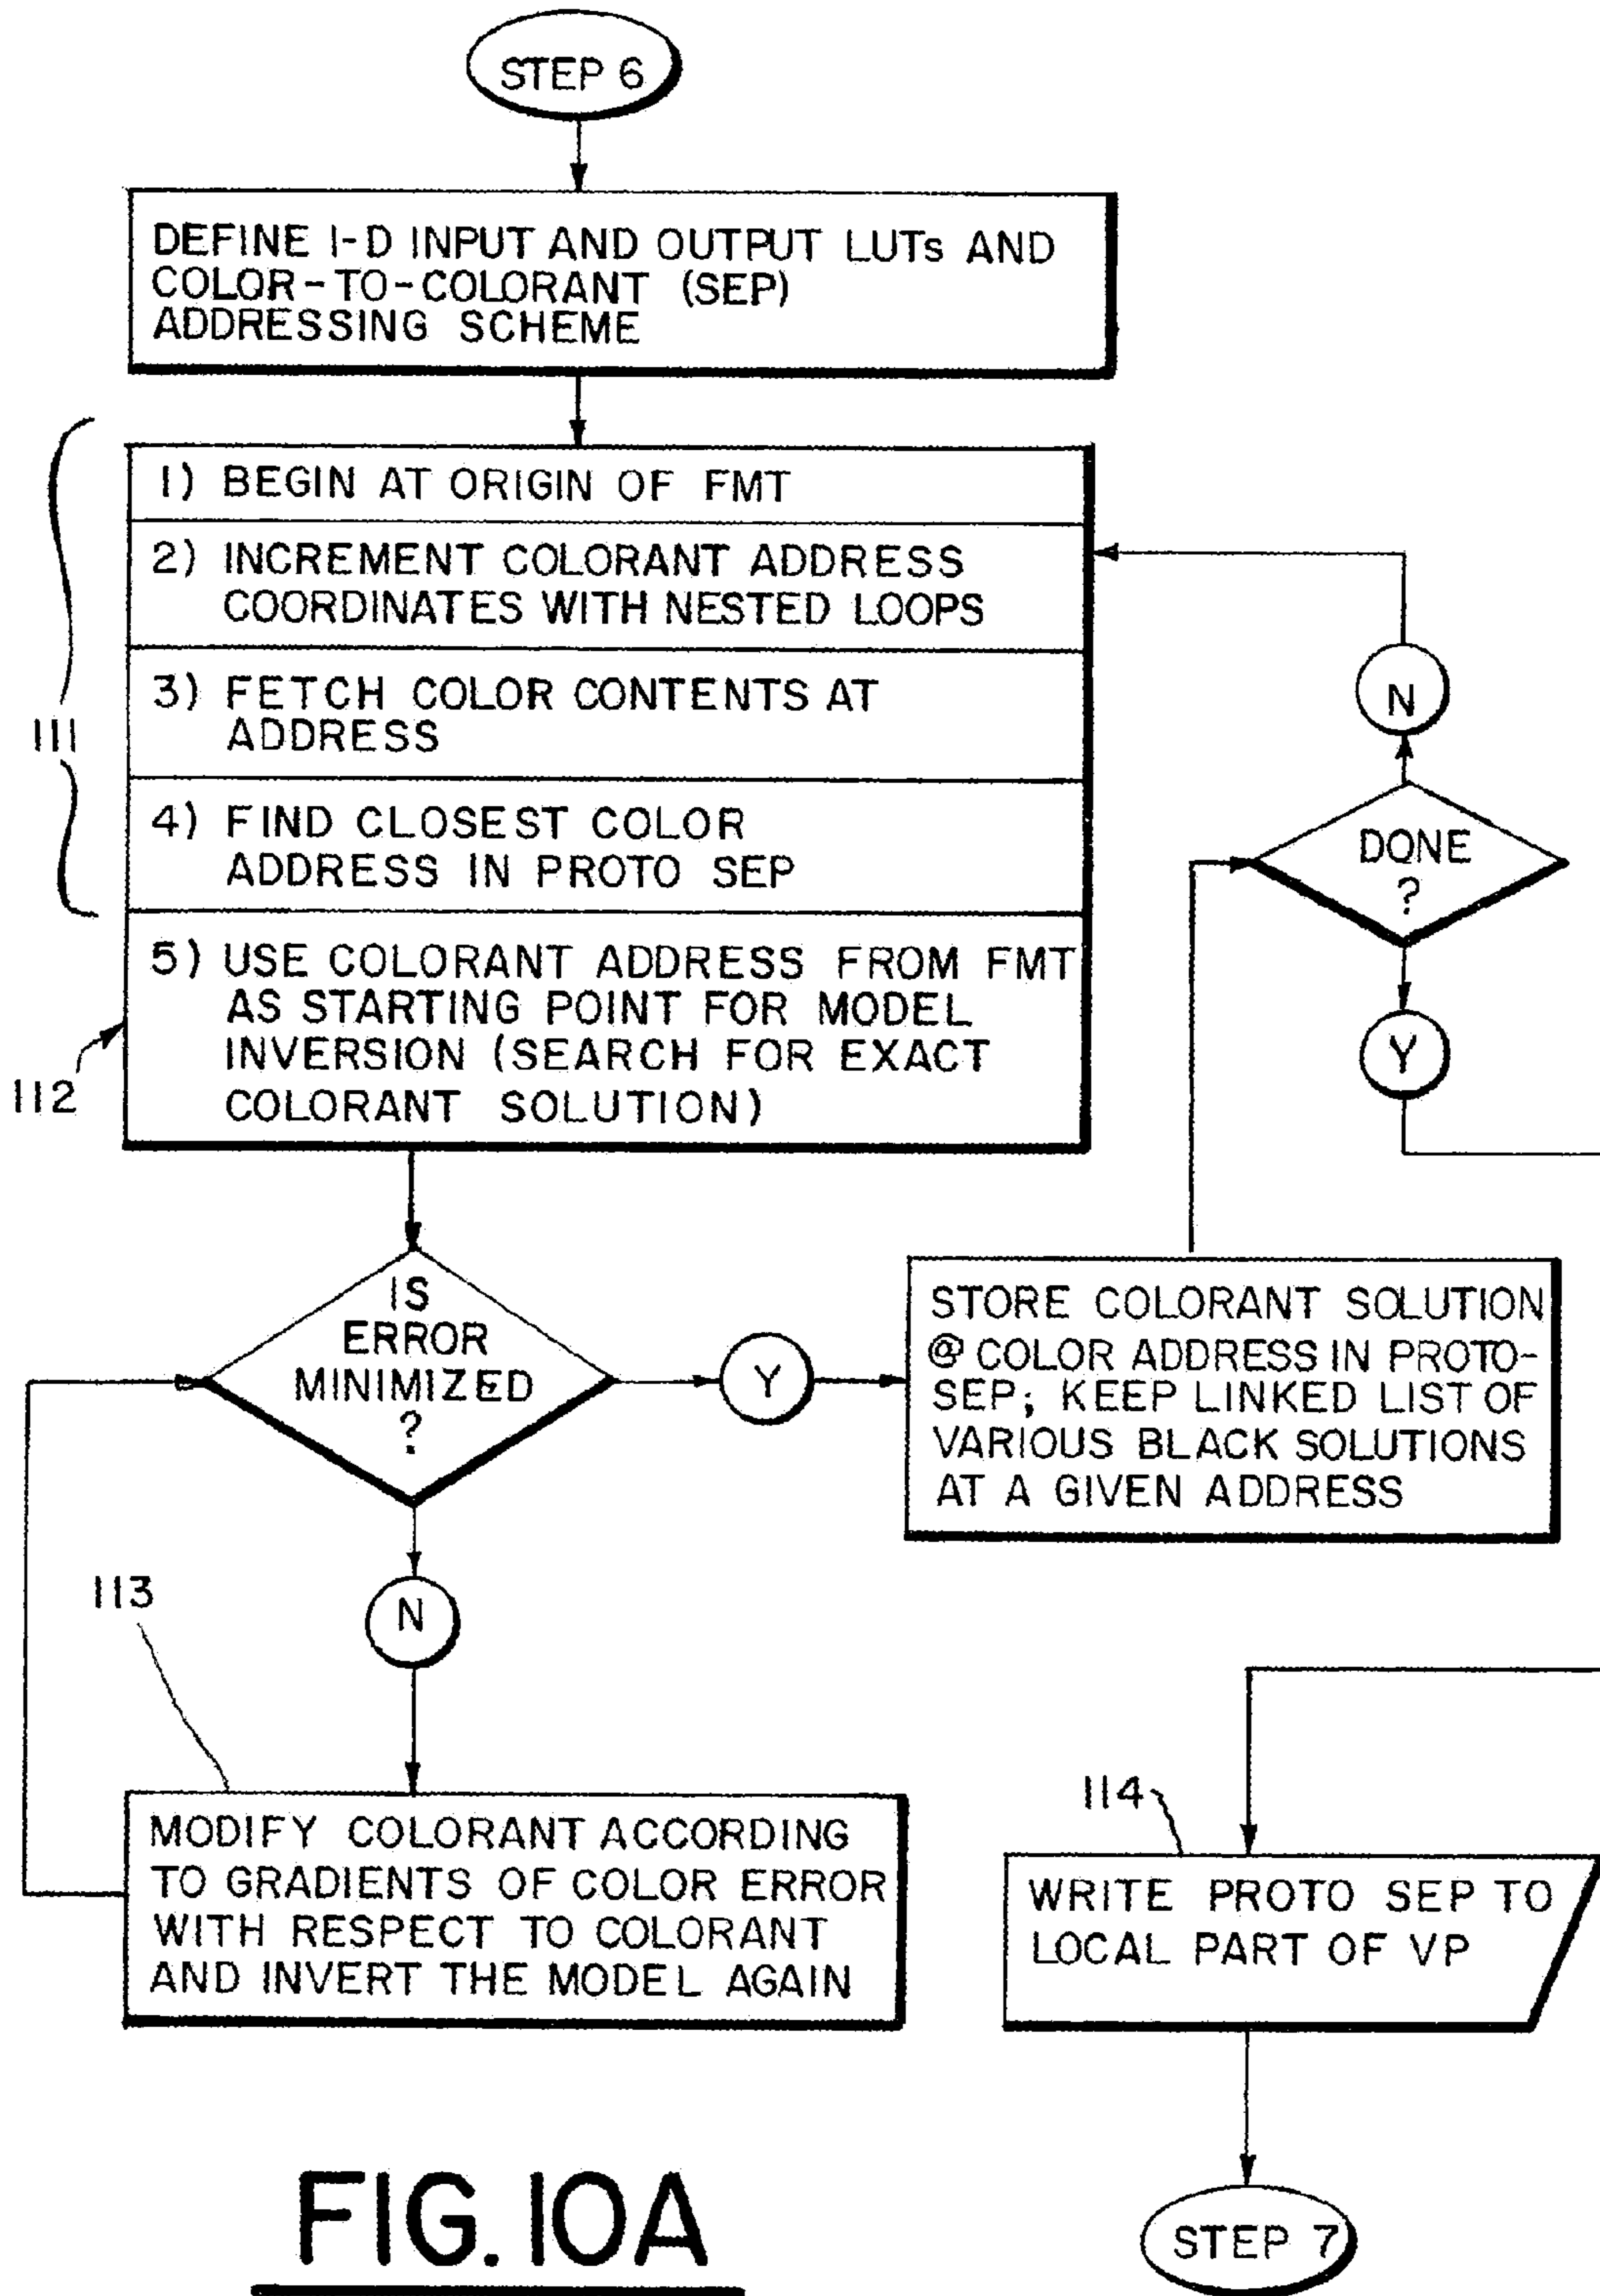 STEP 6
DEFINE 1-D INPUT AND OUTPUT LUTs AND
COLOR-TO-COLORANT (SEP)
ADDRESSING SCHEME
1) BEGIN AT ORIGIN OF FMT
2) INCREMENT COLORANT ADDRESS
COORDINATES WITH NESTED LOOPS
3) FETCH COLOR CONTENTS AT
ADDRESS
4) FIND CLOSEST COLOR
ADDRESS IN PROTO SEP
5) USE COLORANT ADDRESS FROM FMT
AS STARTING POINT FOR MODEL
INVERSION (SEARCH FOR EXACT
COLORANT SOLUTION)
111
112
N
DONE
?
Y
IS
ERROR
MINIMIZED
?
Y
STORE COLORANT SOLUTION
@ COLOR ADDRESS IN PROTO-
SEP; KEEP LINKED LIST OF
VARIOUS BLACK SOLUTIONS
AT A GIVEN ADDRESS
N
113
MODIFY COLORANT ACCORDING
TO GRADIENTS OF COLOR ERROR
WITH RESPECT TO COLORANT
AND INVERT THE MODEL AGAIN
114
WRITE PROTO SEP TO
LOCAL PART OF VP
STEP 7
FIG. 10A